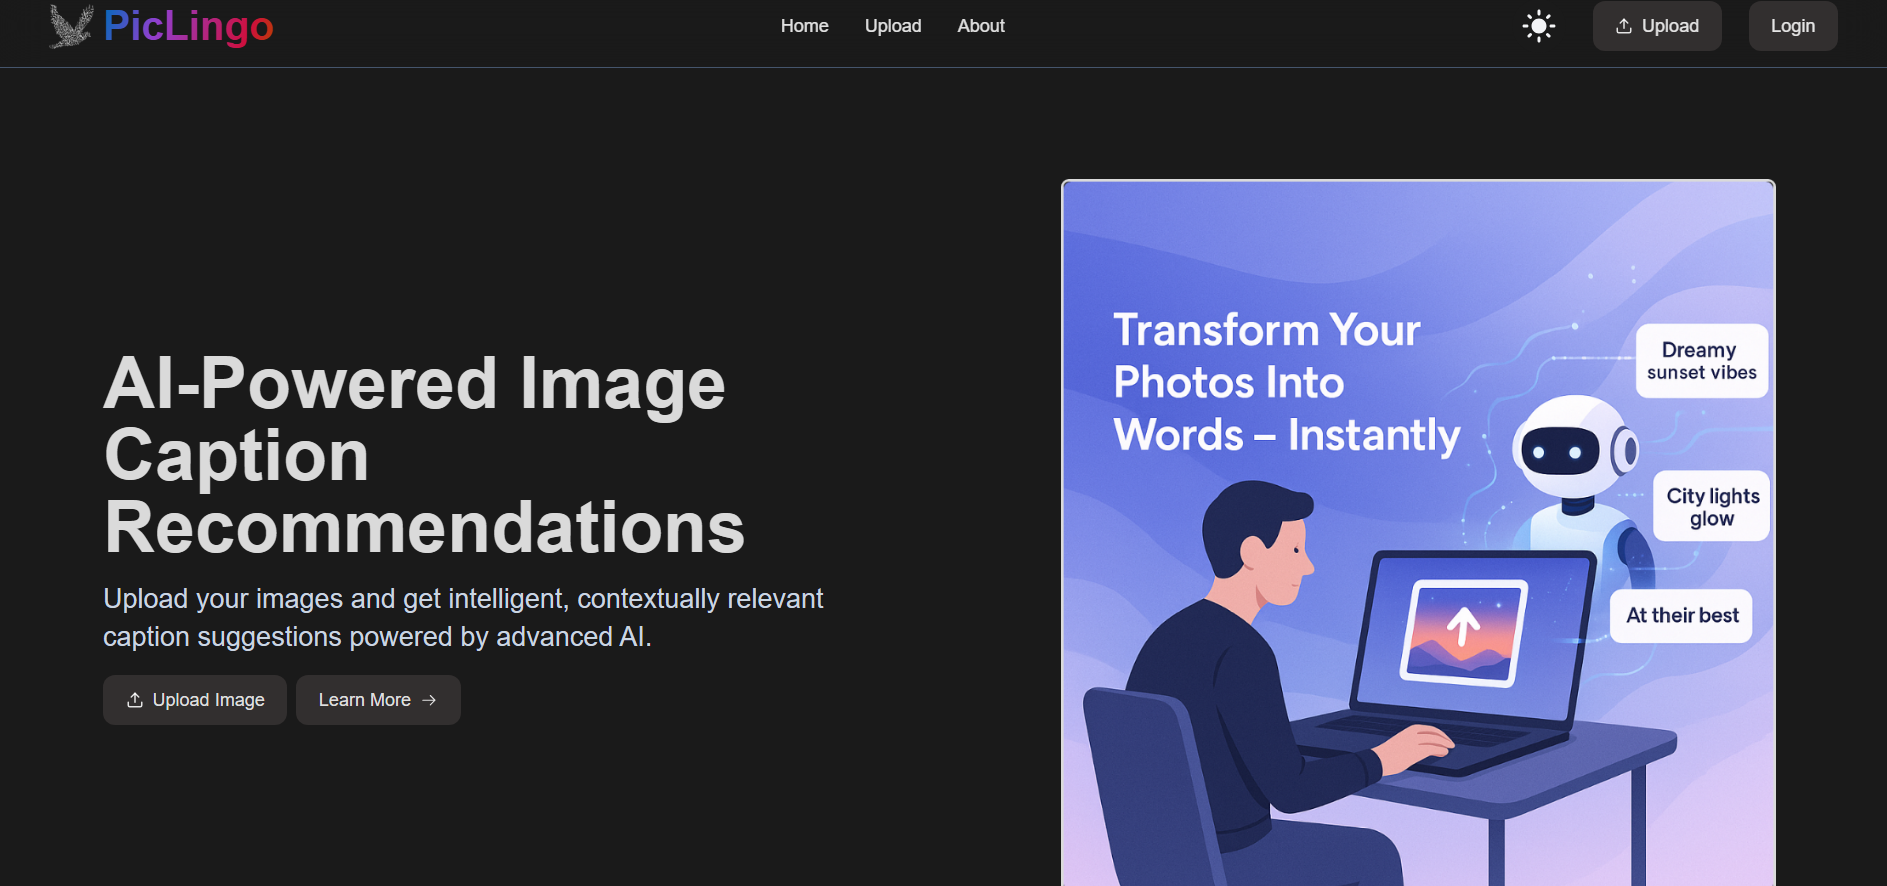 PicLingo
Home
Upload
About
Upload
Login
AI-Powered Image
Caption
Recommendations
Upload your images and get intelligent, contextually relevant
caption suggestions powered by advanced AI.
Upload Image
Learn More →
Transform Your
Photos Into
Words – Instantly
Dreamy
sunset vibes
City lights
glow
At their best